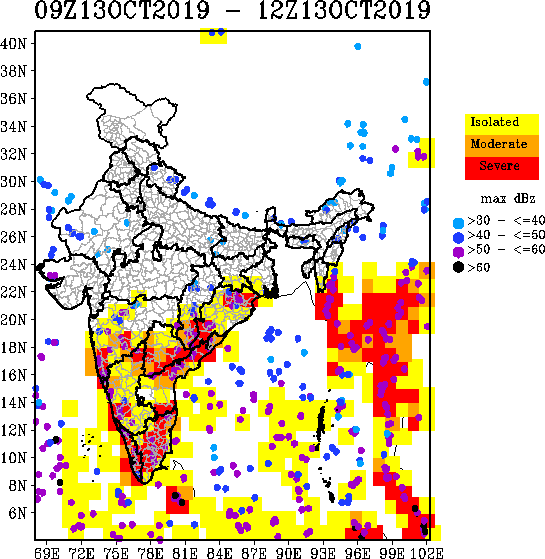 09Z13OCT2019 - 12Z13OCT2019
40N
38N
36N
34N
32N
30N
28N
26N
24N
22N
20N
18N
16N
14N
12N
10N
8N
6N
69E 72E 75E 78E 81E 84E 87E 90E 93E 96E 99E 102E
Isolated
Moderate
Severe
max dBz
>30 - <=40
>40 - <=50
>50 - <=60
>60